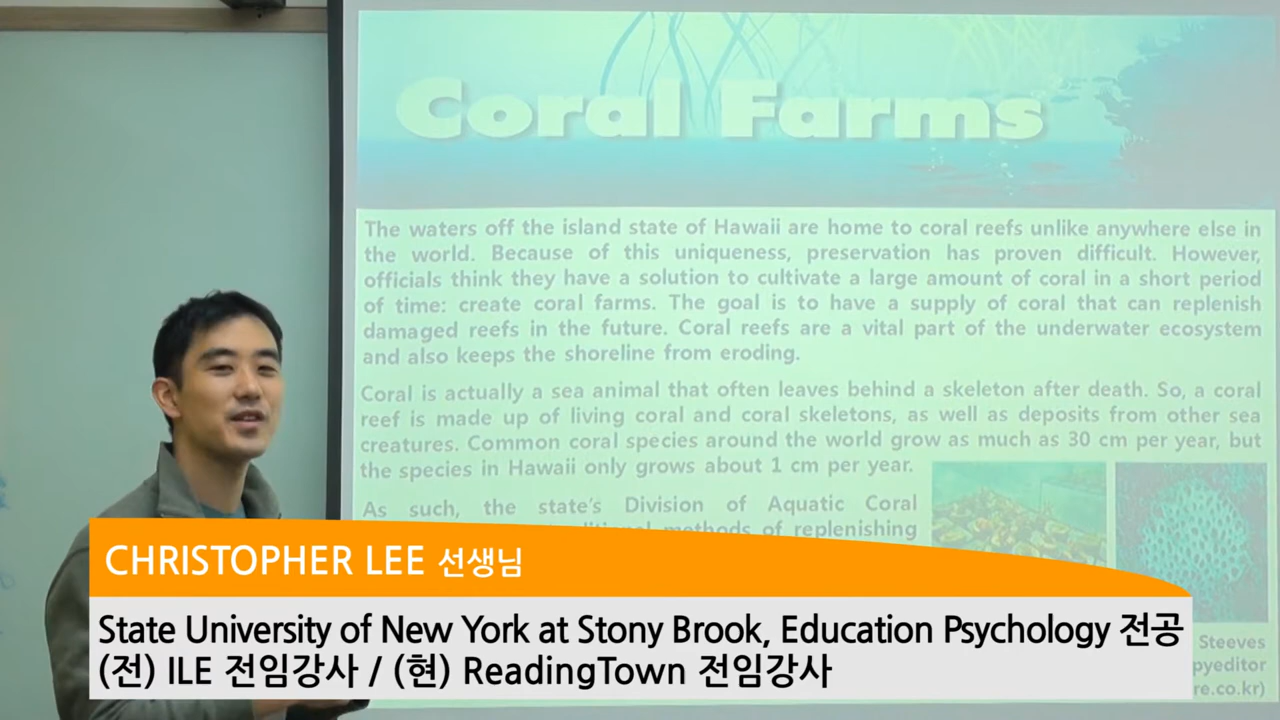 Coral Farms
The waters off the island state of Hawaii are home to coral reefs unlike anywhere else in
the world. Because of this uniqueness, preservation has proven difficult. However,
officials think they have a solution to cultivate a large amount of coral in a short period
of time: create coral farms. The goal is to have a supply of coral that can replenish
damaged reefs in the future. Coral reefs are a vital part of the underwater ecosystem
and also keeps the shoreline from eroding.
Coral is actually a sea animal that often leaves behind a skeleton after death. So, a coral
reef is made up of living coral and coral skeletons, as well as deposits from other sea
creatures. Common coral species around the world grow as much as 30 cm per year, but
the species in Hawaii only grows about 1 cm per year.
As such, the state's Division of Aquatic Coral
methods of replenishing
CHRISTOPHER LEE 선생님
State University of New York at Stony Brook, Education Psychology 전공
(전) ILE 전임강사 / (현) ReadingTown 전임강사
Steeves
pyeditor
re.co.kr)